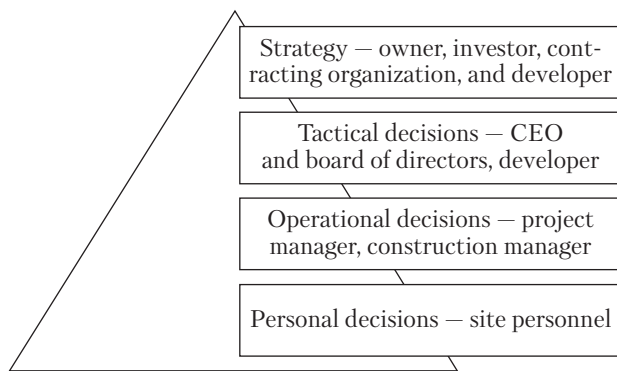 Strategy — owner, investor, cont-
racting organization, and developer
Tactical decisions — CEO
and board of directors, developer
Operational decisions — project
manager, construction manager
Personal decisions — site personnel